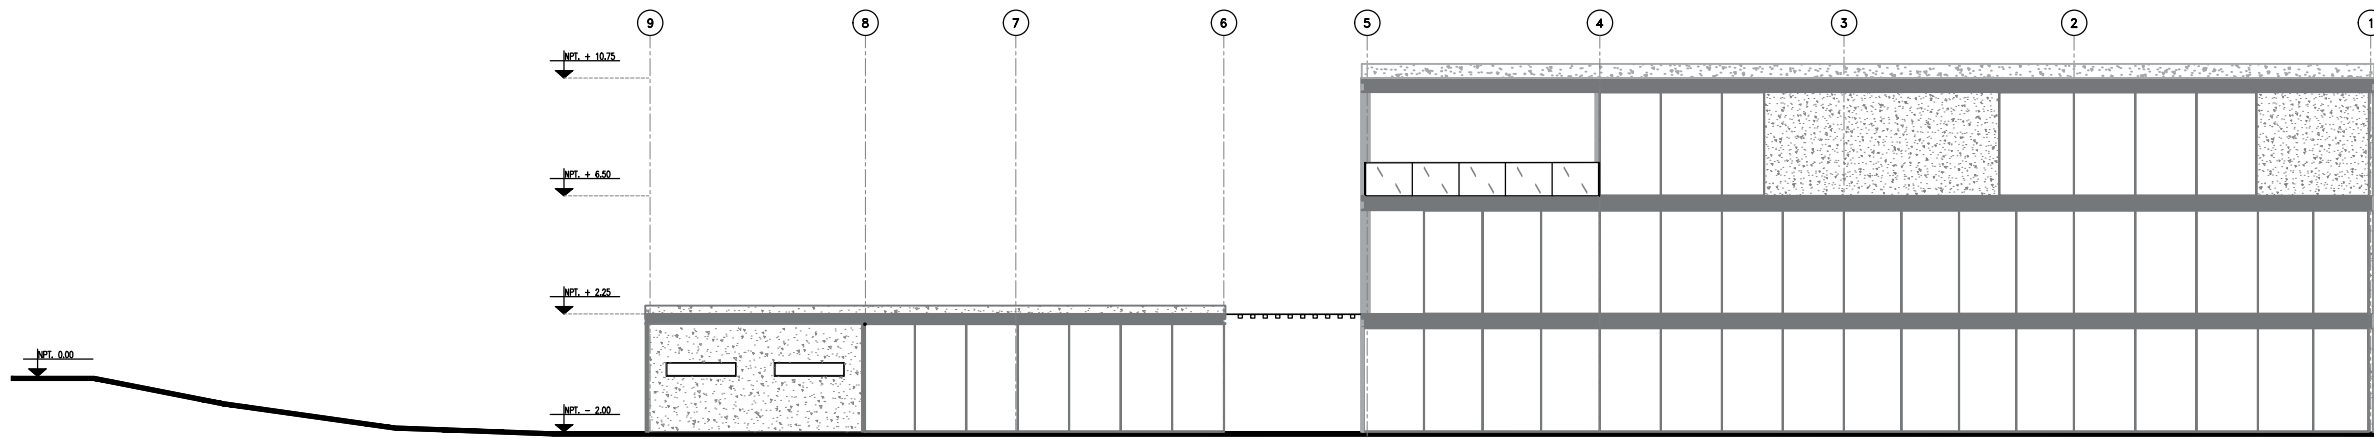 9 8 7 6 5 4 3 2 1
NPT. + 10.75
NPT. + 6.50
NPT. + 2.25
NPT. 0.00
NPT. - 2.00